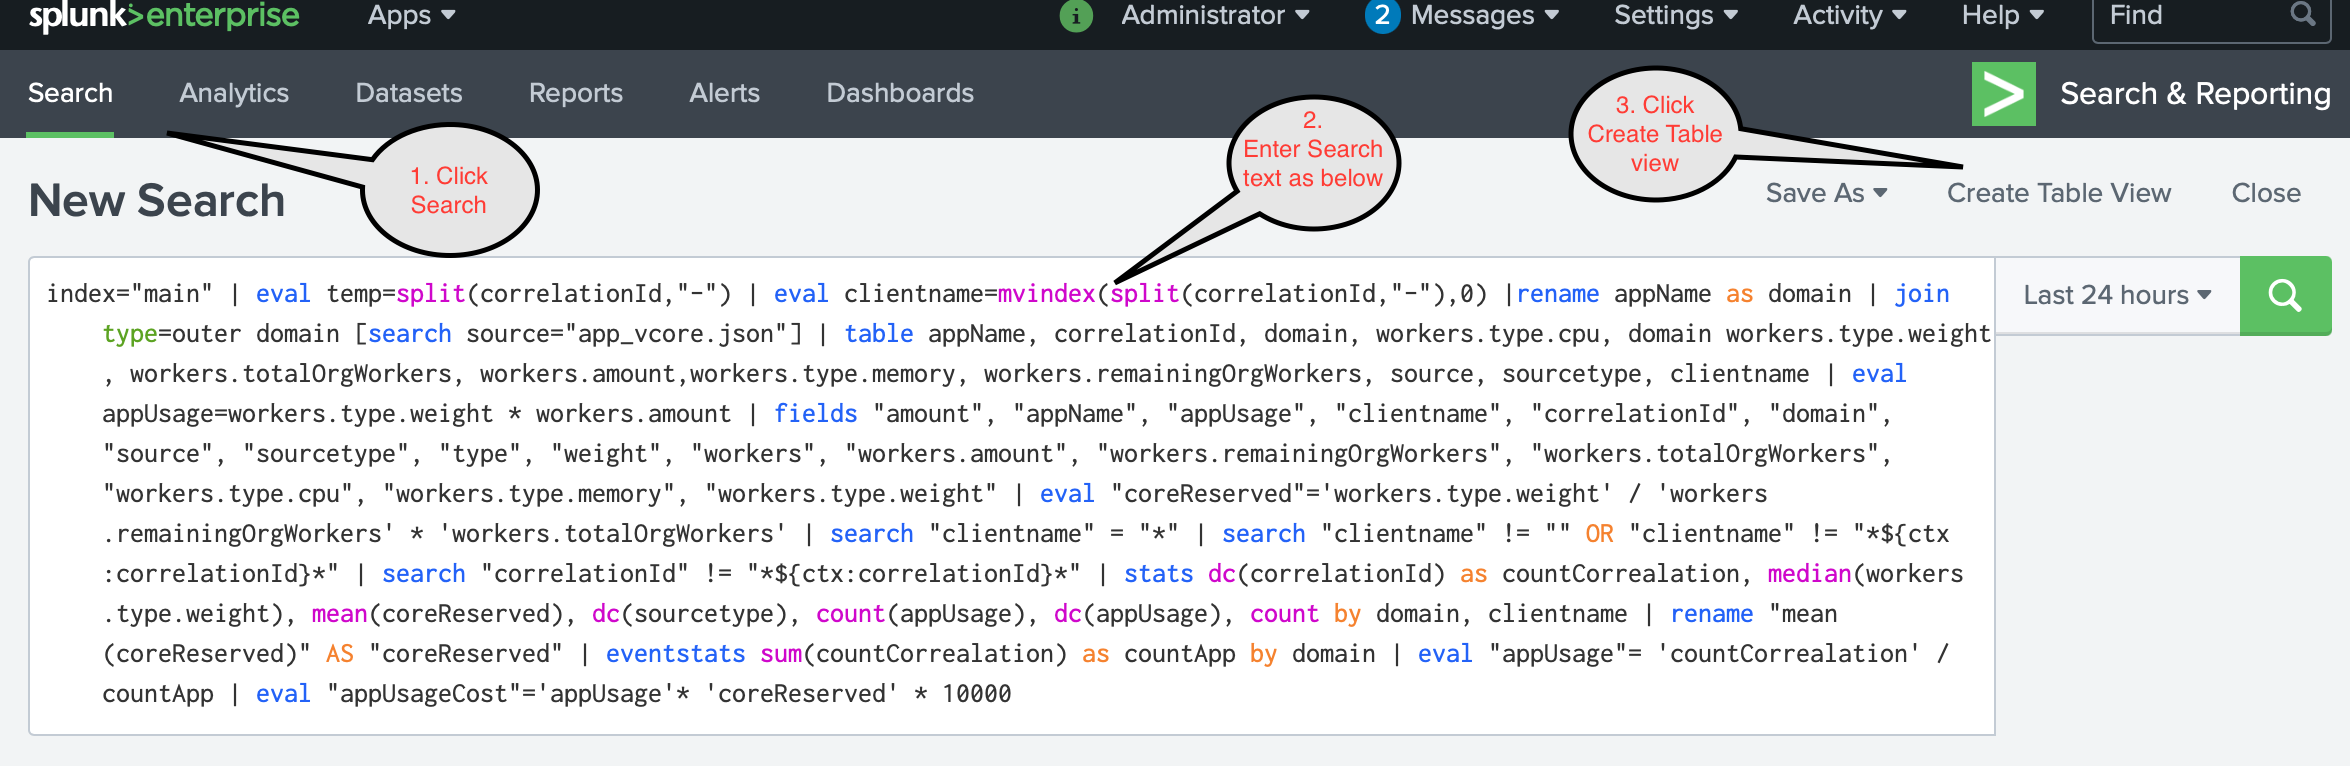 splunk>enterprise Apps i Administrator 2 Messages Settings Activity Help Find
Search Analytics Datasets Reports Alerts Dashboards > Search & Reporting
1. Click
Search
2.
Enter Search
text as below
3. Click
Create Table
view
New Search
Save As Create Table View Close
index="main" | eval temp=split(correlationId,"-") | eval clientname=mvindex(split(correlationId,"-"),0) |rename appName as domain | join
type=outer domain [search source="app_vcore.json"] | table appName, correlationId, domain, workers.type.cpu, domain workers.type.weight
, workers.totalOrgWorkers, workers.amount,workers.type.memory, workers.remainingOrgWorkers, source, sourcetype, clientname | eval
appUsage=workers.type.weight * workers.amount | fields "amount", "appName", "appUsage", "clientname", "correlationId", "domain",
"source", "sourcetype", "type", "weight", "workers", "workers.amount", "workers.remainingOrgWorkers", "workers.totalOrgWorkers",
"workers.type.cpu", "workers.type.memory", "workers.type.weight" | eval "coreReserved"='workers.type.weight' / 'workers
.remainingOrgWorkers' * 'workers.totalOrgWorkers' | search "clientname" = "*" | search "clientname" != "" OR "clientname" != "*${ctx
:correlationId}*" | search "correlationId" != "*${ctx:correlationId}*" | stats dc(correlationId) as countCorrealation, median(workers
.type.weight), mean(coreReserved), dc(sourcetype), count(appUsage), dc(appUsage), count by domain, clientname | rename "mean
(coreReserved)" AS "coreReserved" | eventstats sum(countCorrealation) as countApp by domain | eval "appUsage"= 'countCorrealation' /
countApp | eval "appUsageCost"='appUsage'* 'coreReserved' * 10000
Last 24 hours